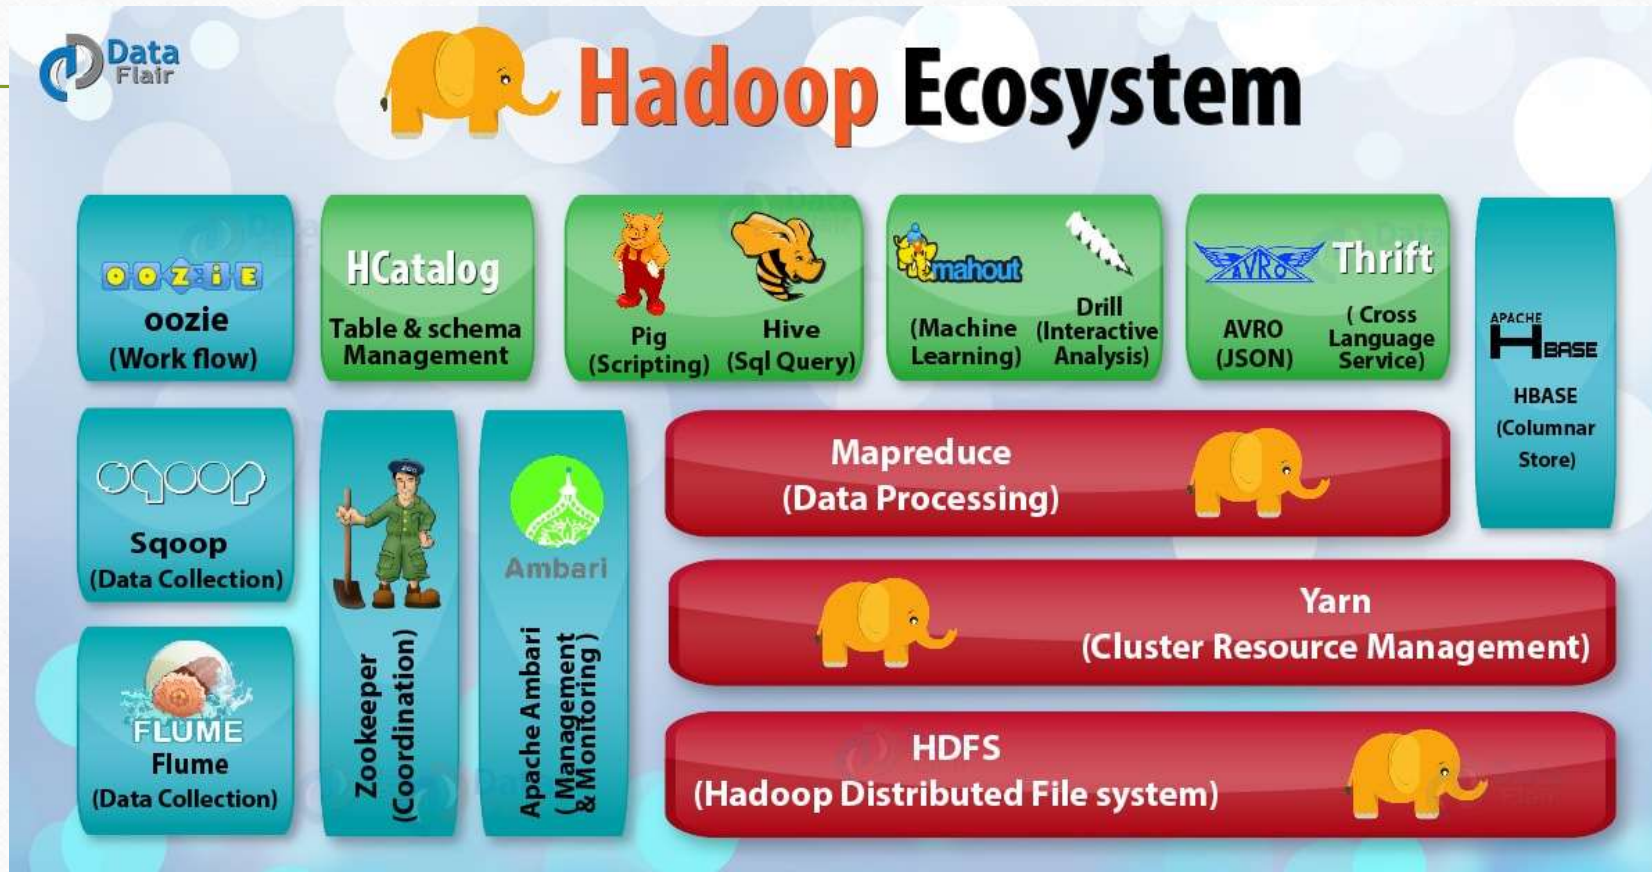 Data
Flair
Hadoop Ecosystem
OOZiE
oozie
(Work flow)
HCatalog
Table & schema
Management
Pig
(Scripting)
Hive
(Sql Query)
mahout
(Machine
Learning)
Drill
(Interactive
Analysis)
AVRO
AVRO
(JSON)
Thrift
( Cross
Language
Service)
APACHE
HBASE
HBASE
(Columnar
Store)
sqoop
Sqoop
(Data Collection)
FLUME
Flume
(Data Collection)
Zookeeper
(Coordination)
Ambari
Apache Ambari
( Management
& Monitoring )
Mapreduce
(Data Processing)
Yarn
(Cluster Resource Management)
HDFS
(Hadoop Distributed File system)